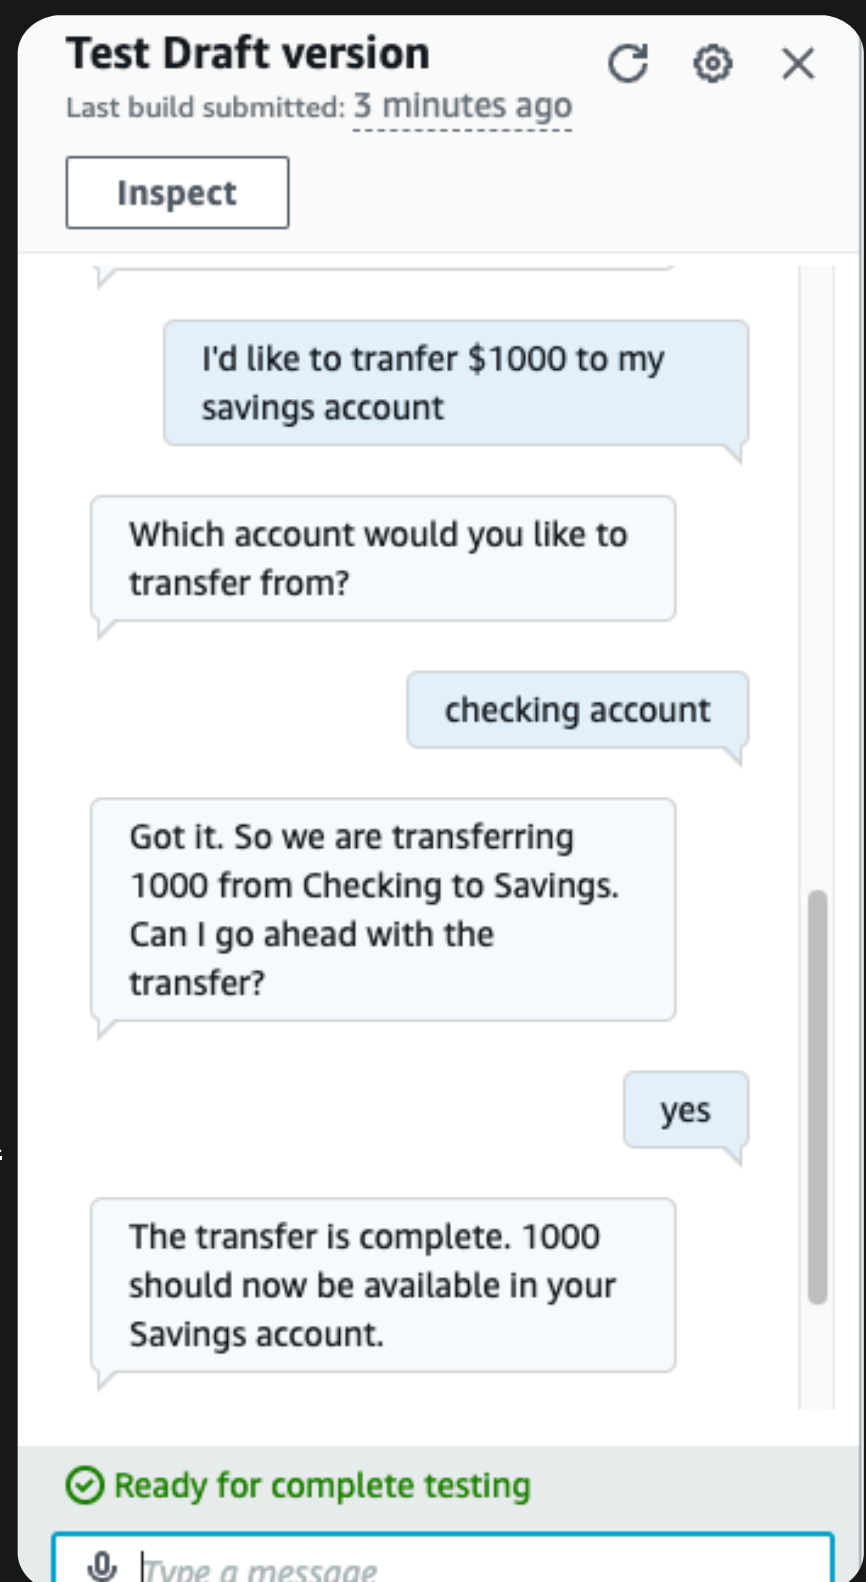 Test Draft version
Last build submitted: 3 minutes ago
Inspect
I'd like to tranfer $1000 to my
savings account
Which account would you like to
transfer from?
checking account
Got it. So we are transferring
1000 from Checking to Savings.
Can I go ahead with the
transfer?
yes
The transfer is complete. 1000
should now be available in your
Savings account.
Ready for complete testing
Type a message